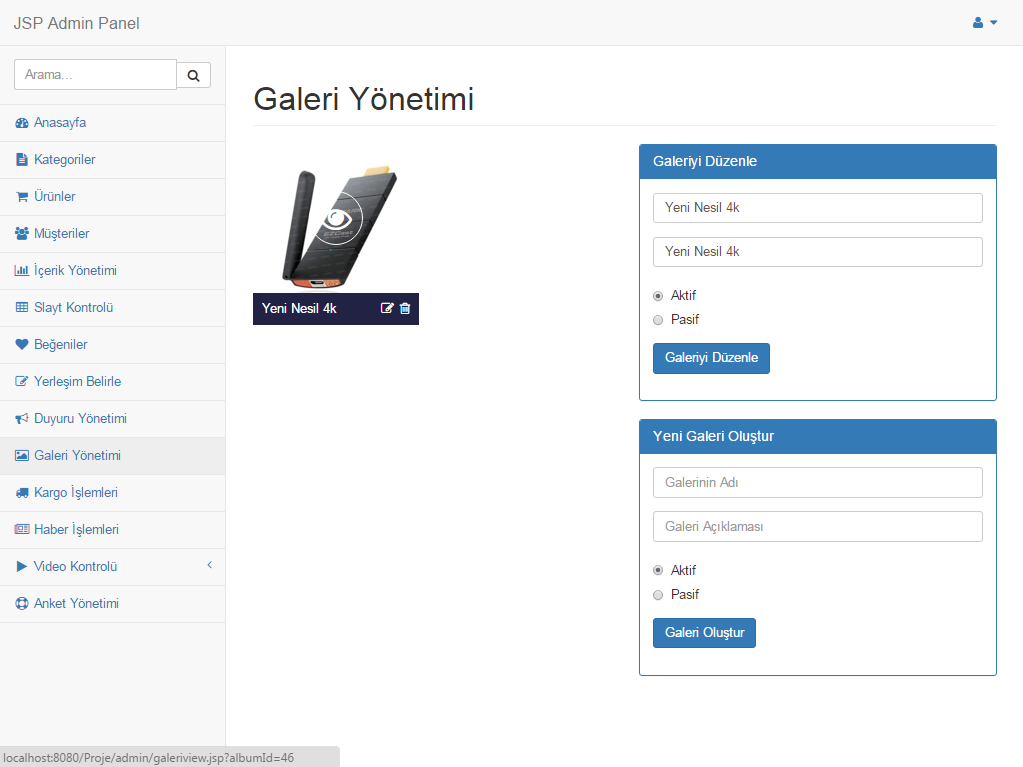 JSP Admin Panel
Arama...
Anasayfa
Kategoriler
Ürünler
Müşteriler
İçerik Yönetimi
Slayt Kontrolü
Beğeniler
Yerleşim Belirle
Duyuru Yönetimi
Galeri Yönetimi
Kargo İşlemleri
Haber İşlemleri
Video Kontrolü
Anket Yönetimi
Galeri Yönetimi
Yeni Nesil 4k
Galeriyi Düzenle
Yeni Nesil 4k
Yeni Nesil 4k
Aktif
Pasif
Galeriyi Düzenle
Yeni Galeri Oluştur
Galerinin Adı
Galeri Açıklaması
Aktif
Pasif
Galeri Oluştur
localhost:8080/Proje/admin/galeriview.jsp?albumId=46